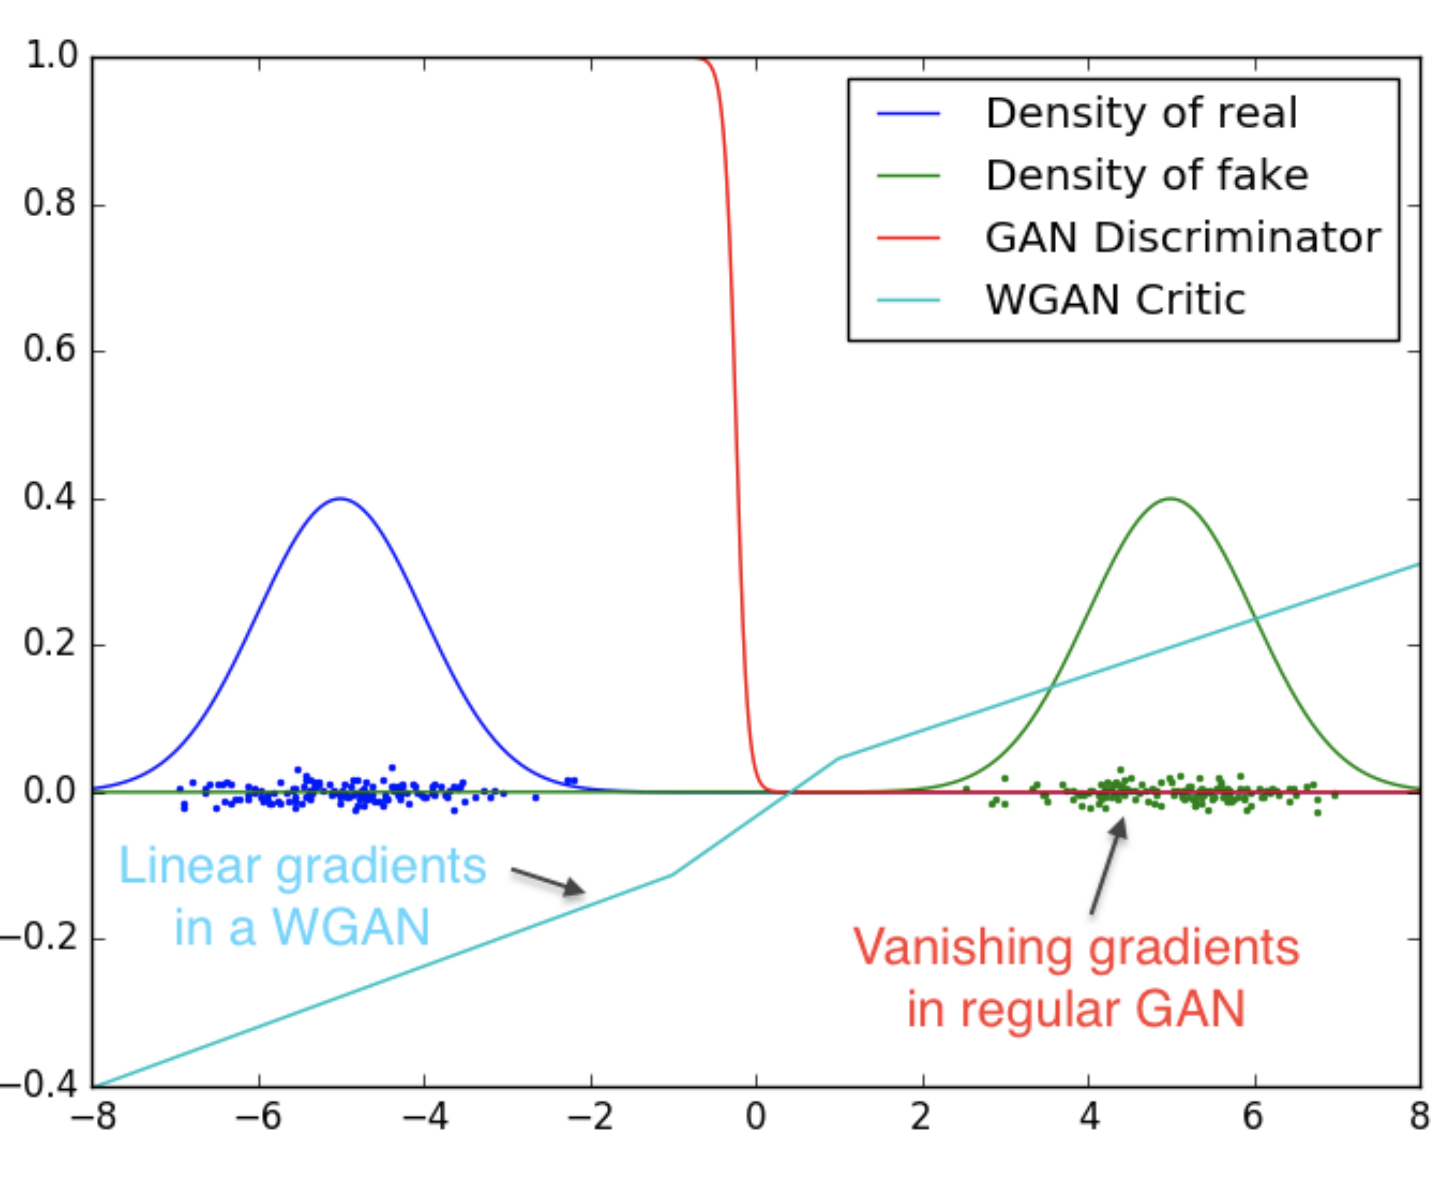 1.0
0.8
0.6
0.4
0.2
0.0
−0.2
−0.4
−8
−6
−4
−2
0
2
4
6
8
Density of real
Density of fake
GAN Discriminator
WGAN Critic
Linear gradients
in a WGAN
Vanishing gradients
in regular GAN